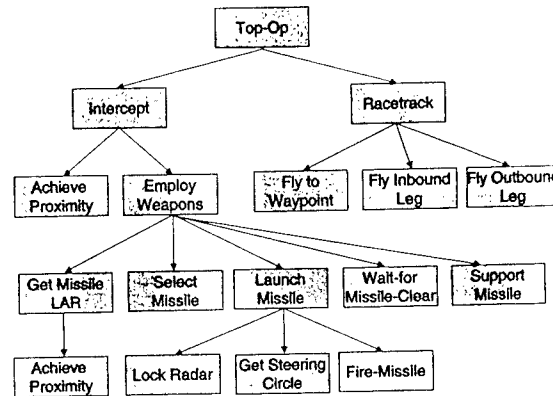 Top-Op
Intercept
Racetrack
Achieve
Proximity
Employ
Weapons
Fly to
Waypoint
Fly Inbound
Leg
Fly Outbound
Leg
Get Missile
LAR
Select
Missile
Launch
Missile
Wait-for
Missile-Clear
Support
Missile
Achieve
Proximity
Lock Radar
Get Steering
Circle
Fire-Missile